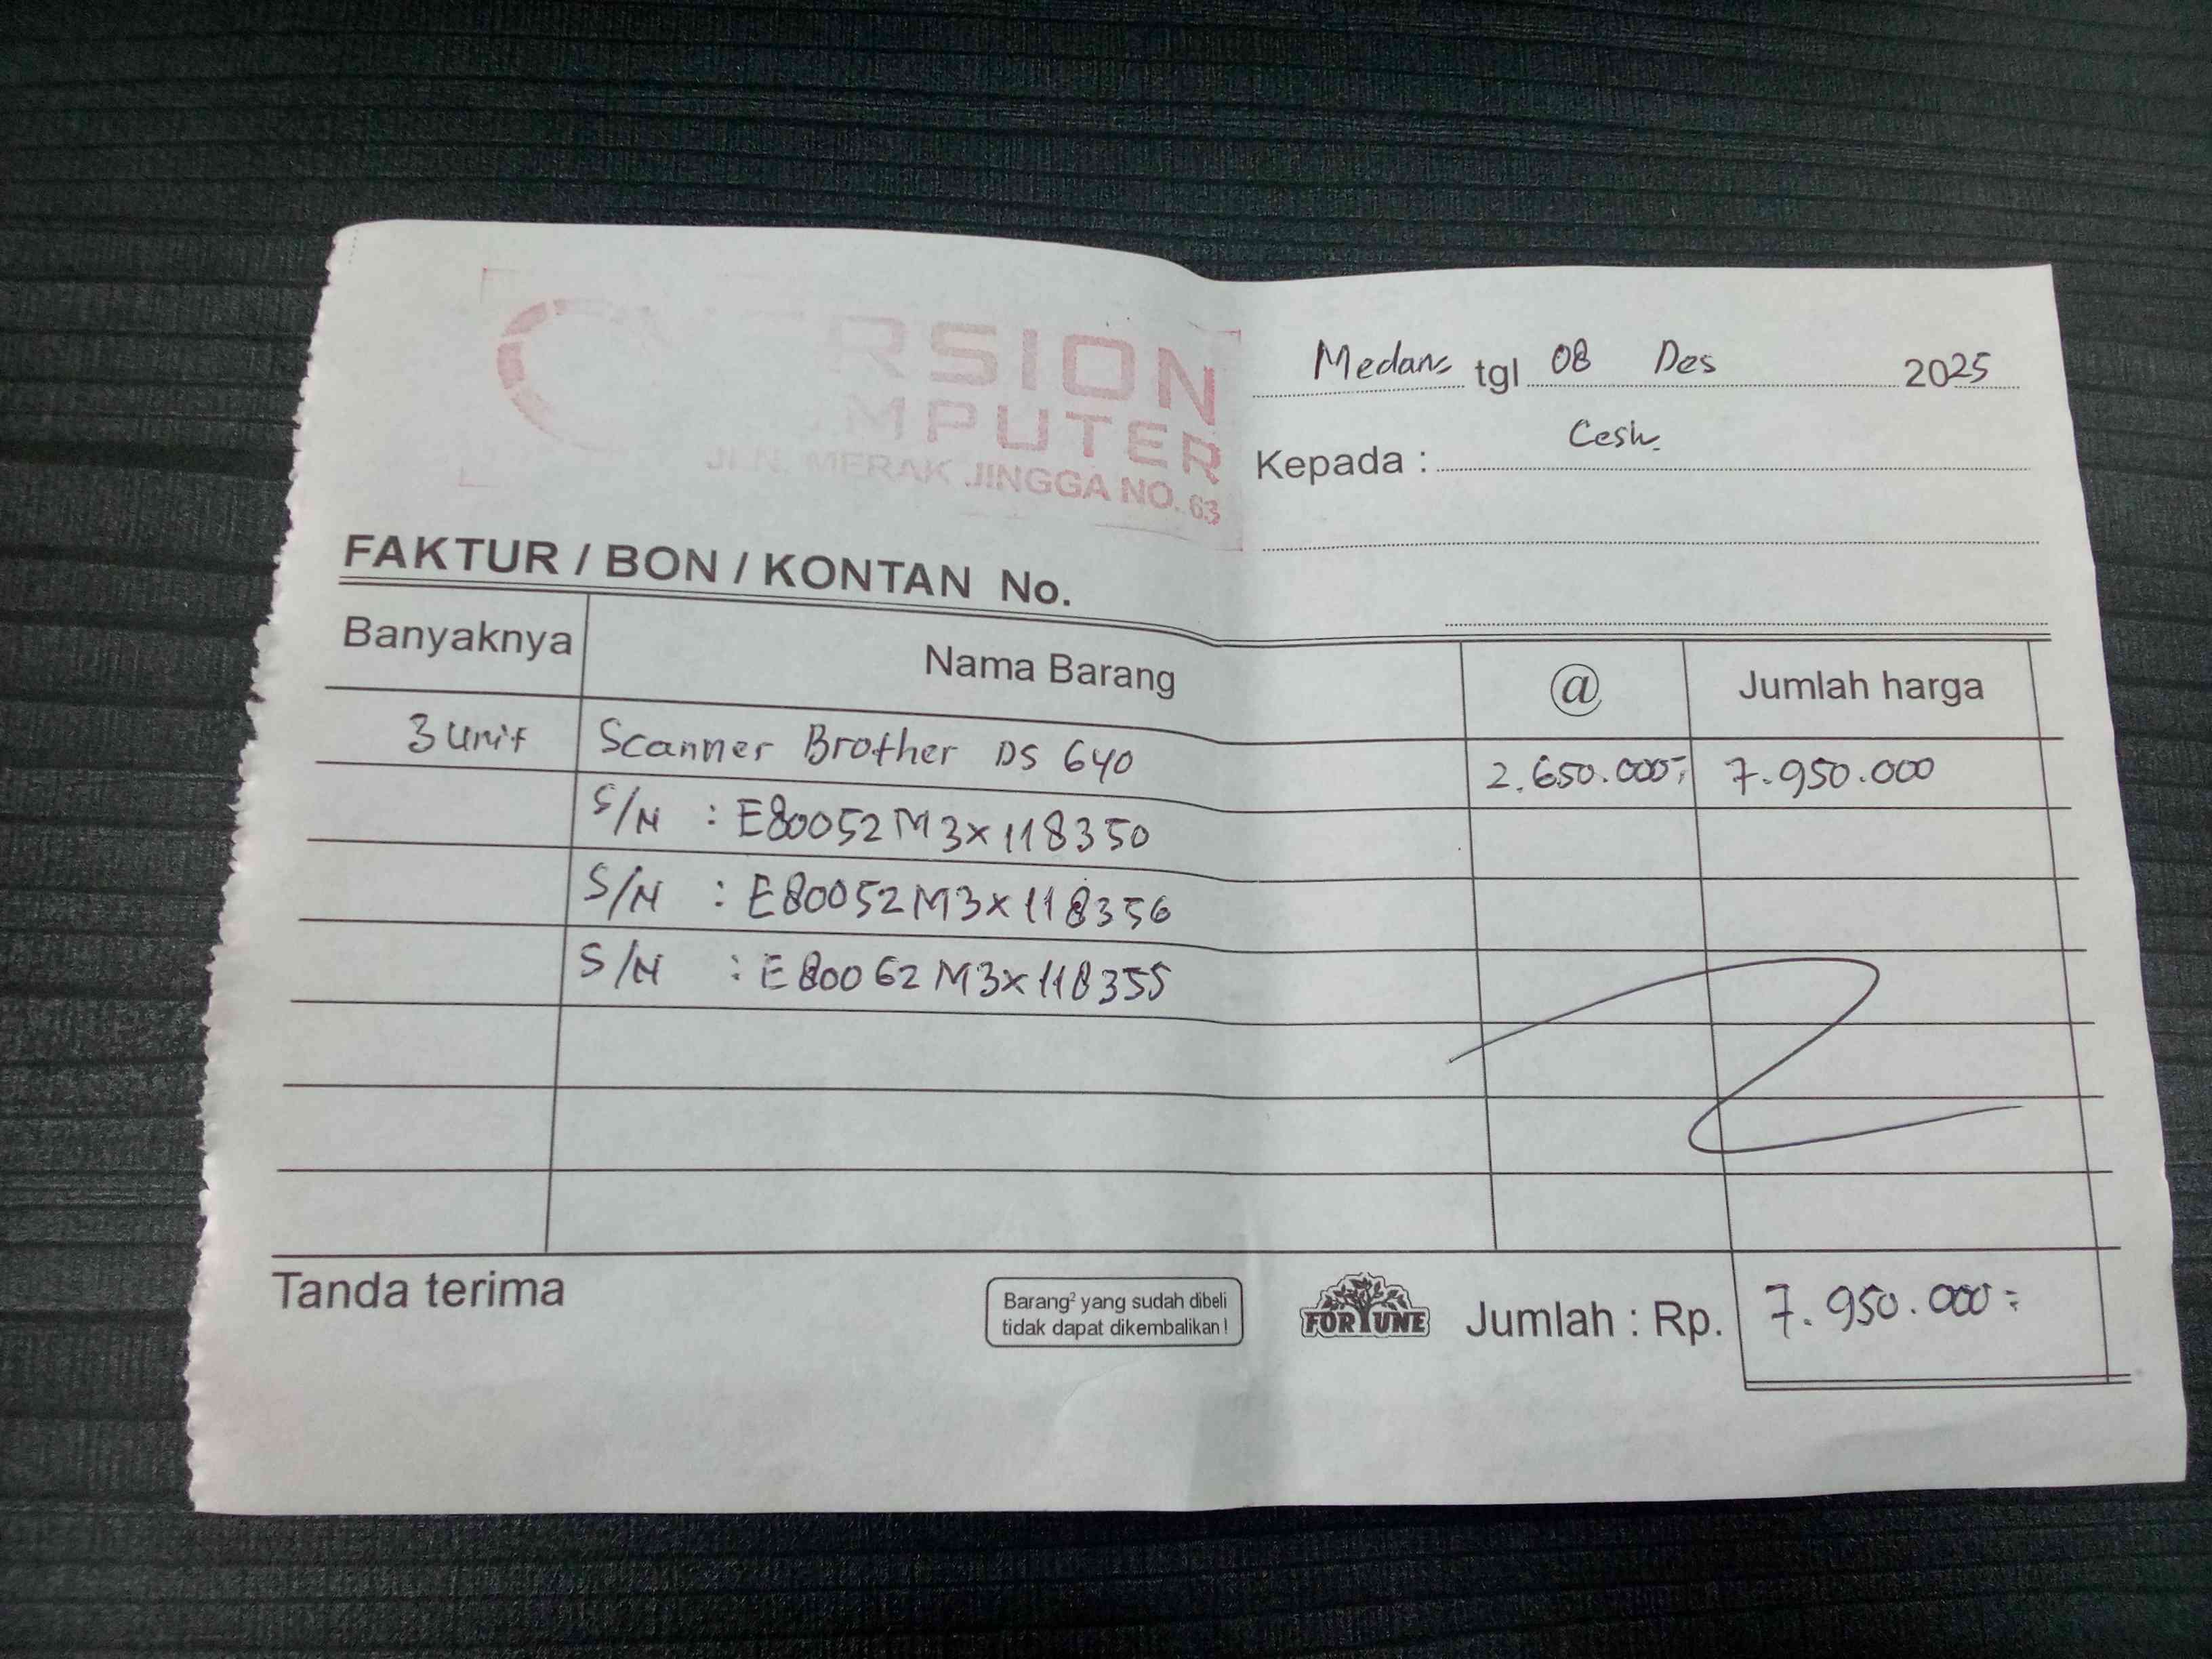 RSION
MPUTER
JLN. MERAK JINGGA NO. 63
Medan, tgl 08 Des 2025
Kepada : Cash
FAKTUR / BON / KONTAN No.
Banyaknya Nama Barang @ Jumlah harga
3 Unit Scanner Brother DS 640 2.650.000,- 7.950.000
S/N : E80052M3X118350
S/N : E80052M3X118356
S/N : E80062M3X118355
Tanda terima
Barang² yang sudah dibeli
tidak dapat dikembalikan !
FORTUNE
Jumlah : Rp. 7.950.000,-